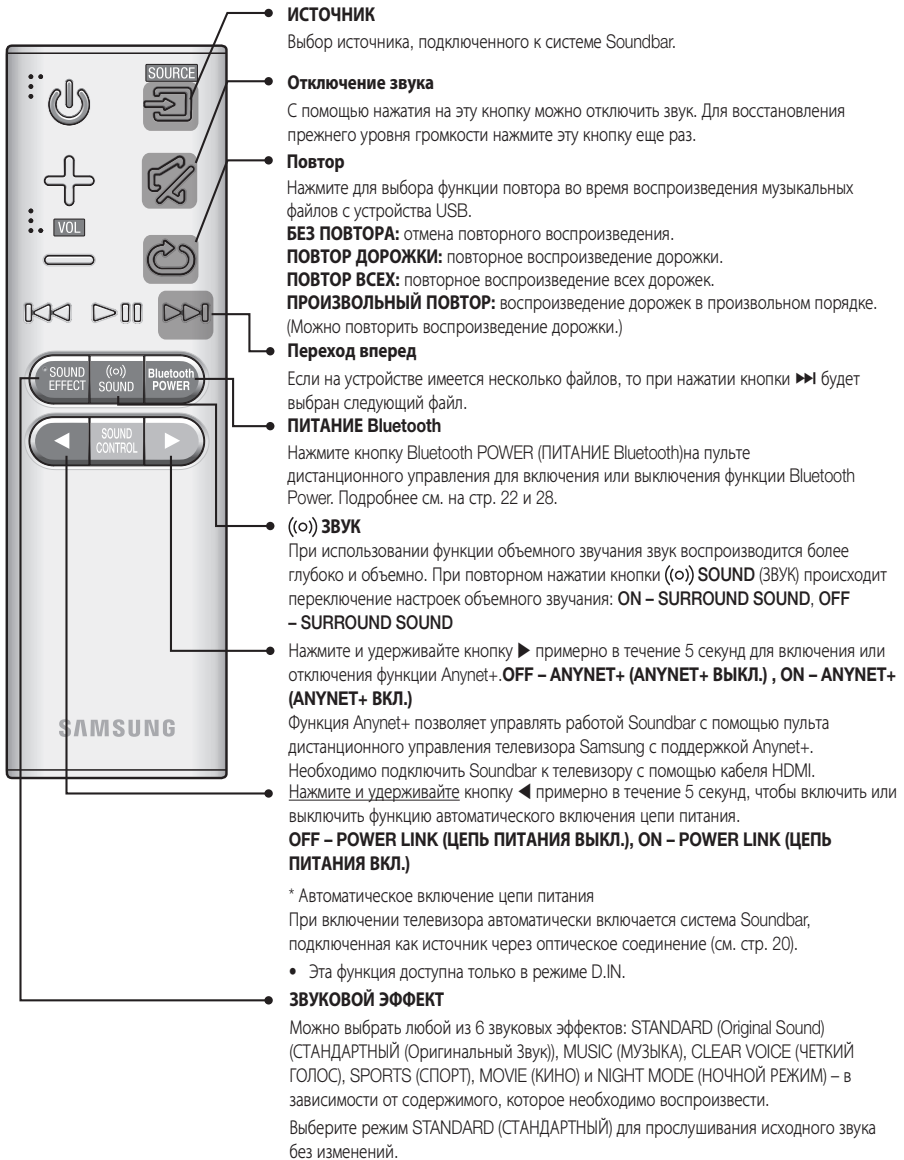 SOURCE
VOL
* SOUND EFFECT
((o)) SOUND
Bluetooth POWER
SOUND CONTROL
SAMSUNG
ИСТОЧНИК
Выбор источника, подключенного к системе Soundbar.
Отключение звука
С помощью нажатия на эту кнопку можно отключить звук. Для восстановления
прежнего уровня громкости нажмите эту кнопку еще раз.
Повтор
Нажмите для выбора функции повтора во время воспроизведения музыкальных
файлов с устройства USB.
БЕЗ ПОВТОРА: отмена повторного воспроизведения.
ПОВТОР ДОРОЖКИ: повторное воспроизведение дорожки.
ПОВТОР ВСЕХ: повторное воспроизведение всех дорожек.
ПРОИЗВОЛЬНЫЙ ПОВТОР: воспроизведение дорожек в произвольном порядке.
(Можно повторить воспроизведение дорожки.)
Переход вперед
Если на устройстве имеется несколько файлов, то при нажатии кнопки ▶▶| будет
выбран следующий файл.
ПИТАНИЕ Bluetooth
Нажмите кнопку Bluetooth POWER (ПИТАНИЕ Bluetooth)на пульте
дистанционного управления для включения или выключения функции Bluetooth
Power. Подробнее см. на стр. 22 и 28.
((o)) ЗВУК
При использовании функции объемного звучания звук воспроизводится более
глубоко и объемно. При повторном нажатии кнопки ((o)) SOUND (ЗВУК) происходит
переключение настроек объемного звучания: ON – SURROUND SOUND, OFF
– SURROUND SOUND
Нажмите и удерживайте кнопку ▶ примерно в течение 5 секунд для включения или
отключения функции Anynet+.OFF – ANYNET+ (ANYNET+ ВЫКЛ.) , ON – ANYNET+
(ANYNET+ ВКЛ.)
Функция Anynet+ позволяет управлять работой Soundbar с помощью пульта
дистанционного управления телевизора Samsung с поддержкой Anynet+.
Необходимо подключить Soundbar к телевизору с помощью кабеля HDMI.
Нажмите и удерживайте кнопку ◀ примерно в течение 5 секунд, чтобы включить или
выключить функцию автоматического включения цепи питания.
OFF – POWER LINK (ЦЕПЬ ПИТАНИЯ ВЫКЛ.), ON – POWER LINK (ЦЕПЬ
ПИТАНИЯ ВКЛ.)
* Автоматическое включение цепи питания
При включении телевизора автоматически включается система Soundbar,
подключенная как источник через оптическое соединение (см. стр. 20).
• Эта функция доступна только в режиме D.IN.
ЗВУКОВОЙ ЭФФЕКТ
Можно выбрать любой из 6 звуковых эффектов: STANDARD (Original Sound)
(СТАНДАРТНЫЙ (Оригинальный Звук)), MUSIC (МУЗЫКА), CLEAR VOICE (ЧЕТКИЙ
ГОЛОС), SPORTS (СПОРТ), MOVIE (КИНО) и NIGHT MODE (НОЧНОЙ РЕЖИМ) – в
зависимости от содержимого, которое необходимо воспроизвести.
Выберите режим STANDARD (СТАНДАРТНЫЙ) для прослушивания исходного звука
без изменений.